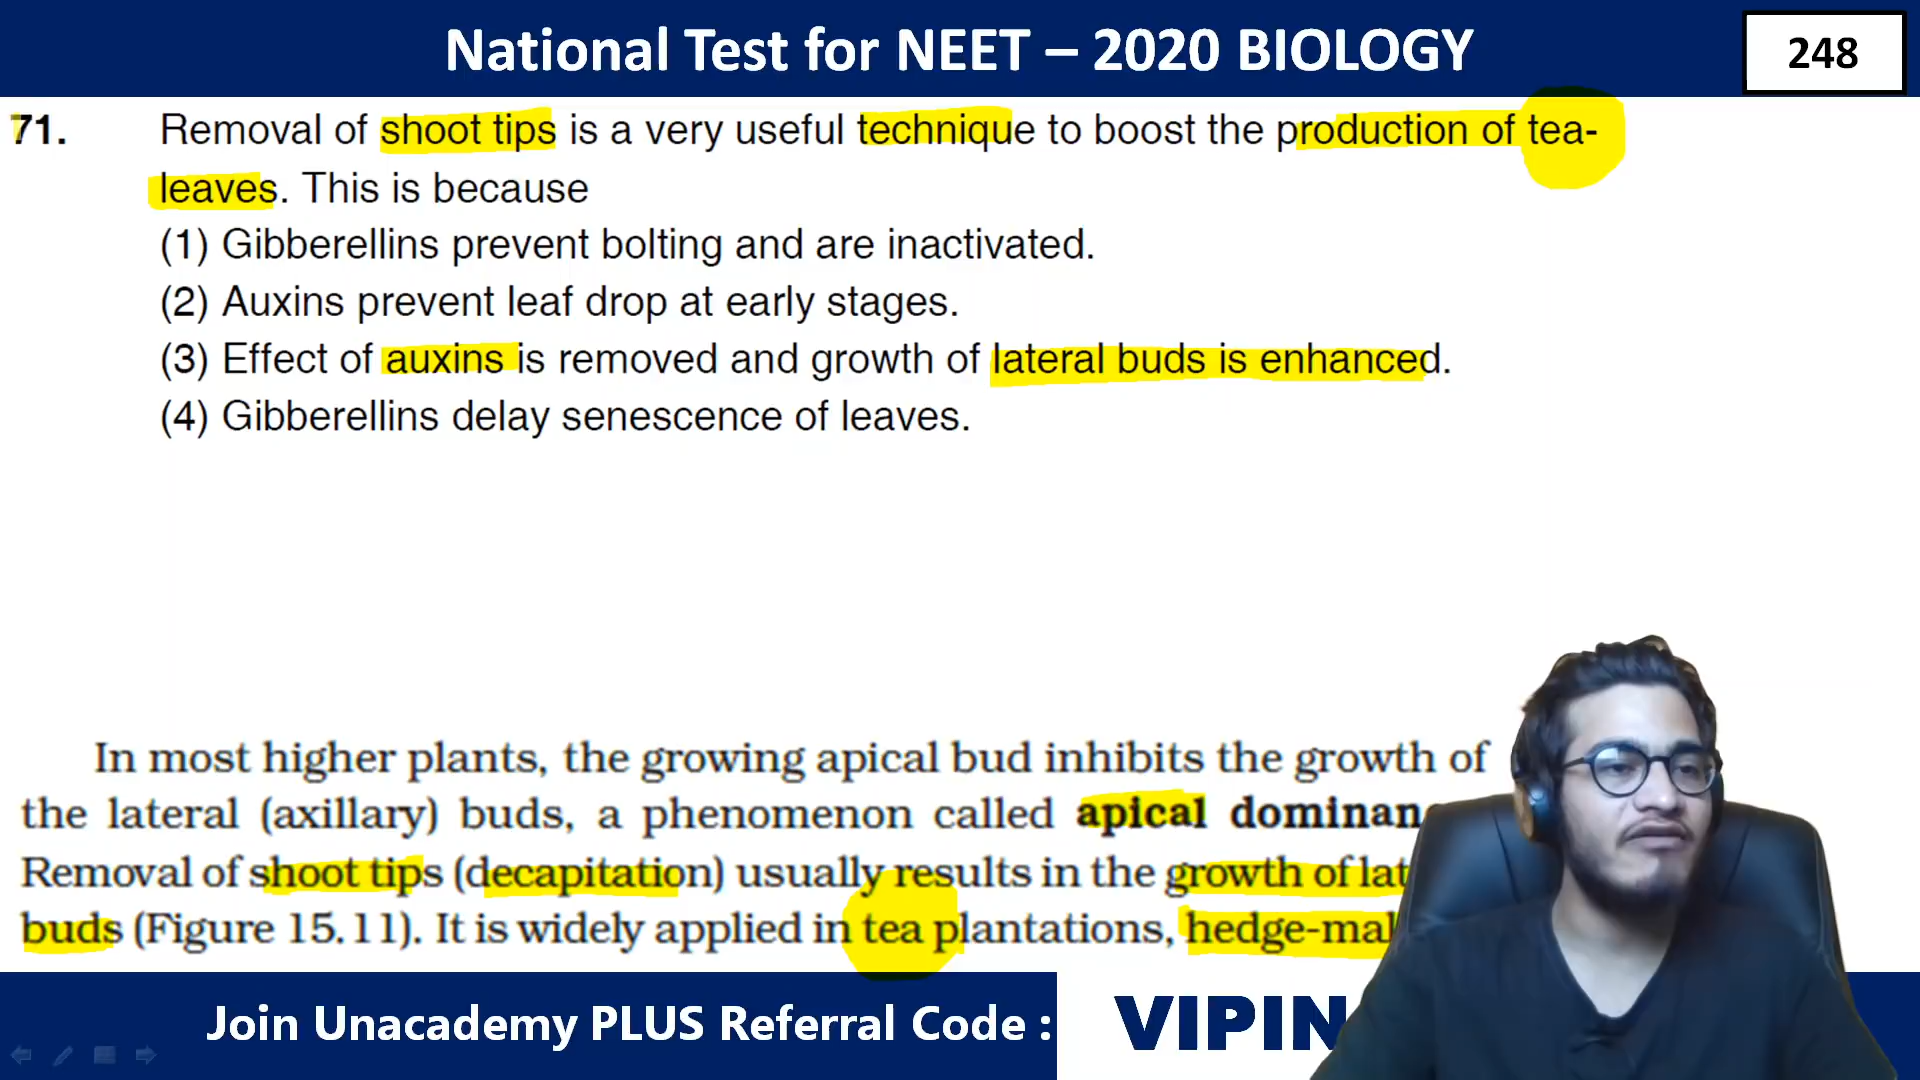 National Test for NEET – 2020 BIOLOGY
248
71. Removal of shoot tips is a very useful technique to boost the production of tea-
leaves. This is because
(1) Gibberellins prevent bolting and are inactivated.
(2) Auxins prevent leaf drop at early stages.
(3) Effect of auxins is removed and growth of lateral buds is enhanced.
(4) Gibberellins delay senescence of leaves.
In most higher plants, the growing apical bud inhibits the growth of
the lateral (axillary) buds, a phenomenon called apical dominan
Removal of shoot tips (decapitation) usually results in the growth of lat
buds (Figure 15.11). It is widely applied in tea plantations, hedge-mak
Join Unacademy PLUS Referral Code :
VIPIN